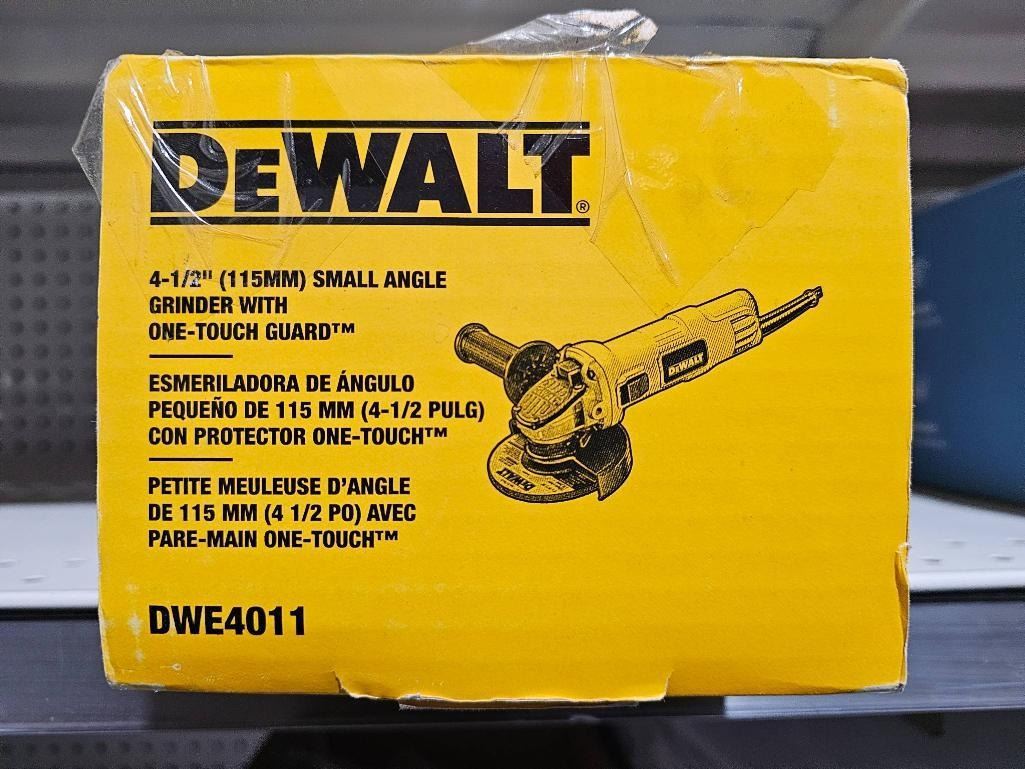 DEWALT®
4-1/2" (115MM) SMALL ANGLE
GRINDER WITH
ONE-TOUCH GUARD™
ESMERILADORA DE ÁNGULO
PEQUEÑO DE 115 MM (4-1/2 PULG)
CON PROTECTOR ONE-TOUCH™
PETITE MEULEUSE D'ANGLE
DE 115 MM (4 1/2 PO) AVEC
PARE-MAIN ONE-TOUCH™
DWE4011
DEWALT
DEWALT